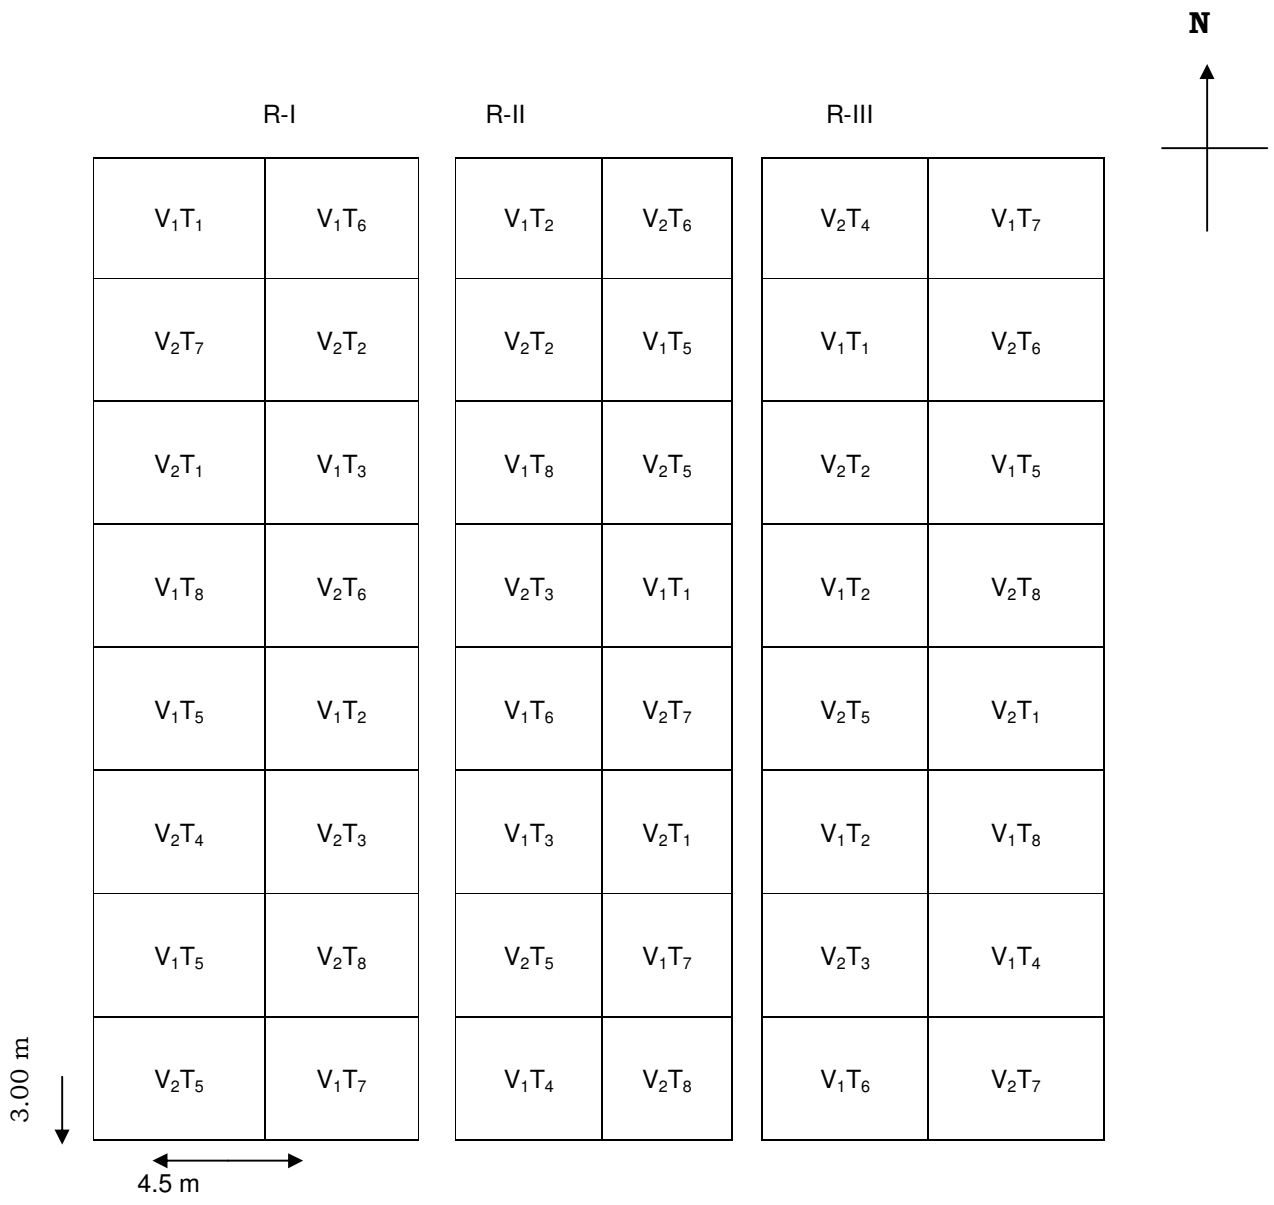 N
R-I R-II R-III
V₁T₁ V₁T₆ V₁T₂ V₂T₆ V₂T₄ V₁T₇
V₂T₇ V₂T₂ V₂T₂ V₁T₅ V₁T₁ V₂T₆
V₂T₁ V₁T₃ V₁T₈ V₂T₅ V₂T₂ V₁T₅
V₁T₈ V₂T₆ V₂T₃ V₁T₁ V₁T₂ V₂T₈
V₁T₅ V₁T₂ V₁T₆ V₂T₇ V₂T₅ V₂T₁
V₂T₄ V₂T₃ V₁T₃ V₂T₁ V₁T₂ V₁T₈
V₁T₅ V₂T₈ V₂T₅ V₁T₇ V₂T₃ V₁T₄
V₂T₅ V₁T₇ V₁T₄ V₂T₈ V₁T₆ V₂T₇
3.00 m
4.5 m